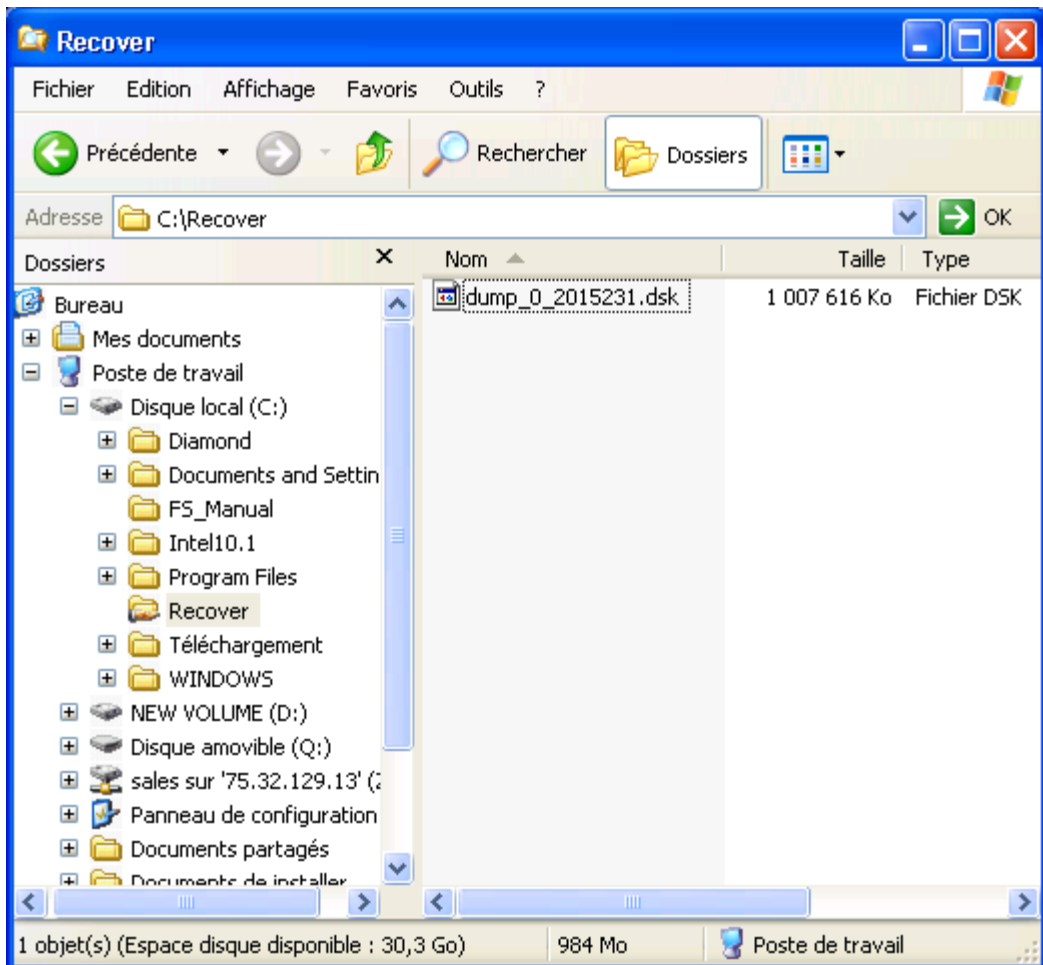 Recover
Fichier Edition Affichage Favoris Outils ?
Précédente Rechercher Dossiers
Adresse C:\Recover OK
Dossiers
Nom Taille Type
Bureau
dump_0_2015231.dsk 1 007 616 Ko Fichier DSK
Mes documents
Poste de travail
Disque local (C:)
Diamond
Documents and Settin
FS_Manual
Intel10.1
Program Files
Recover
Téléchargement
WINDOWS
NEW VOLUME (D:)
Disque amovible (Q:)
sales sur '75.32.129.13' (
Panneau de configuration
Documents partagés
Documents de installer
1 objet(s) (Espace disque disponible : 30,3 Go) 984 Mo Poste de travail